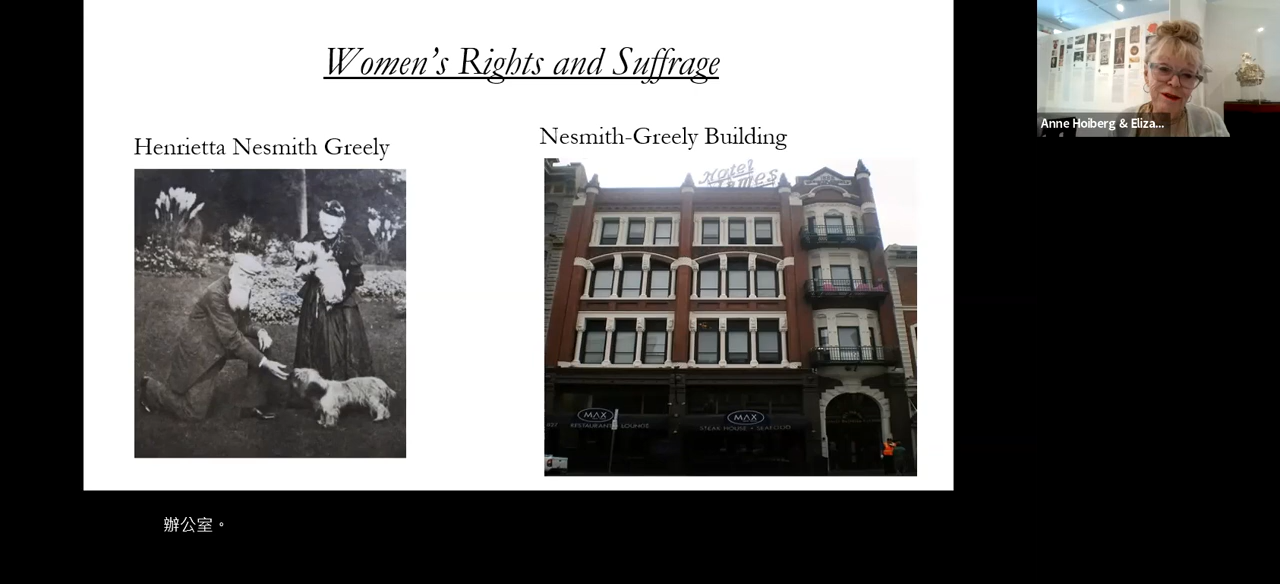 Women's Rights and Suffrage
Henrietta Nesmith Greely
Nesmith-Greely Building
Hotel
James
MAX
RESTAURANT LOUNGE
MAX
STEAK HOUSE • SEAFOOD
Anne Hoiberg & Eliza...
辦公室。